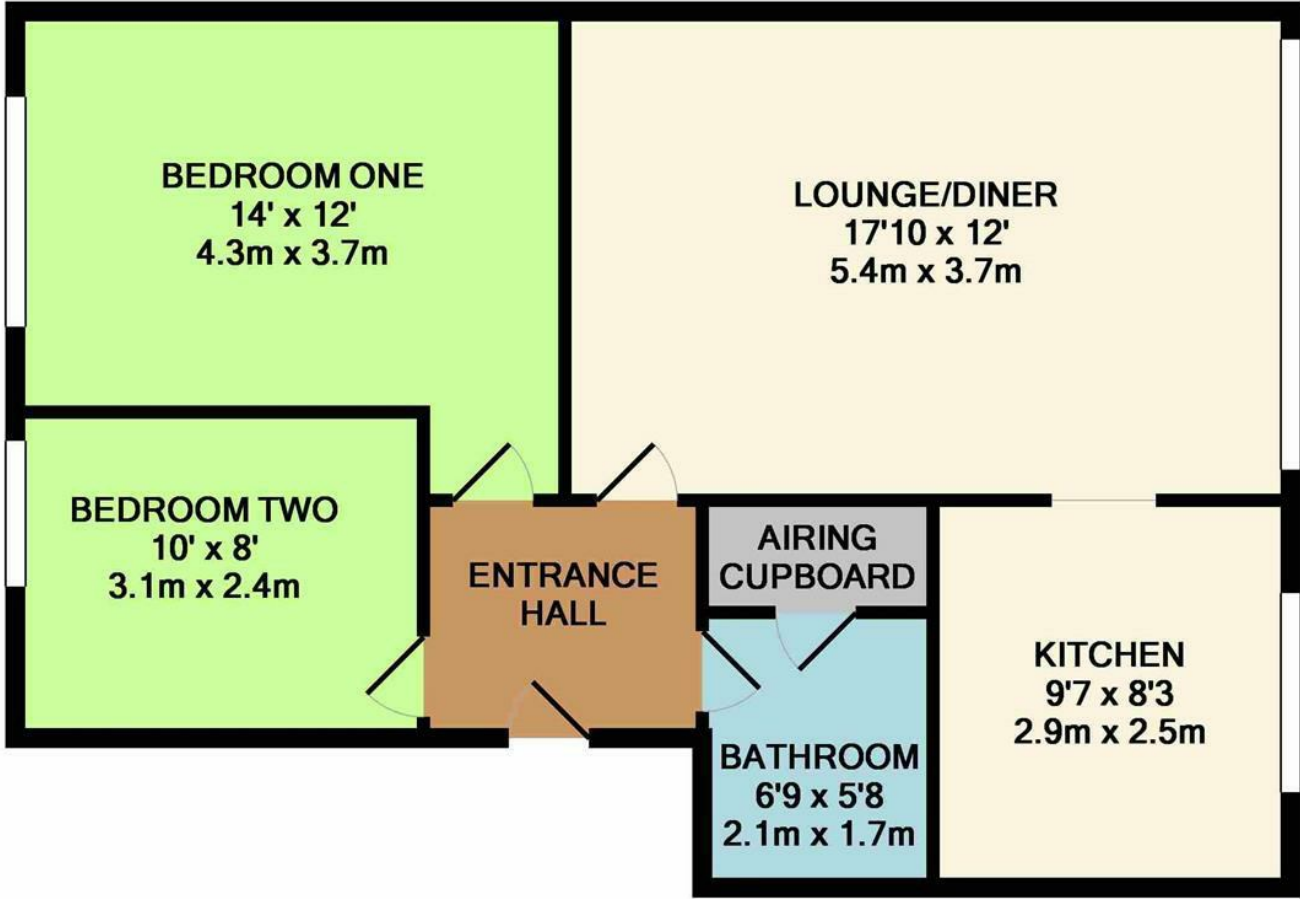 BEDROOM ONE
14' x 12'
4.3m x 3.7m
LOUNGE/DINER
17'10 x 12'
5.4m x 3.7m
BEDROOM TWO
10' x 8'
3.1m x 2.4m
ENTRANCE
HALL
AIRING
CUPBOARD
KITCHEN
9'7 x 8'3
2.9m x 2.5m
BATHROOM
6'9 x 5'8
2.1m x 1.7m